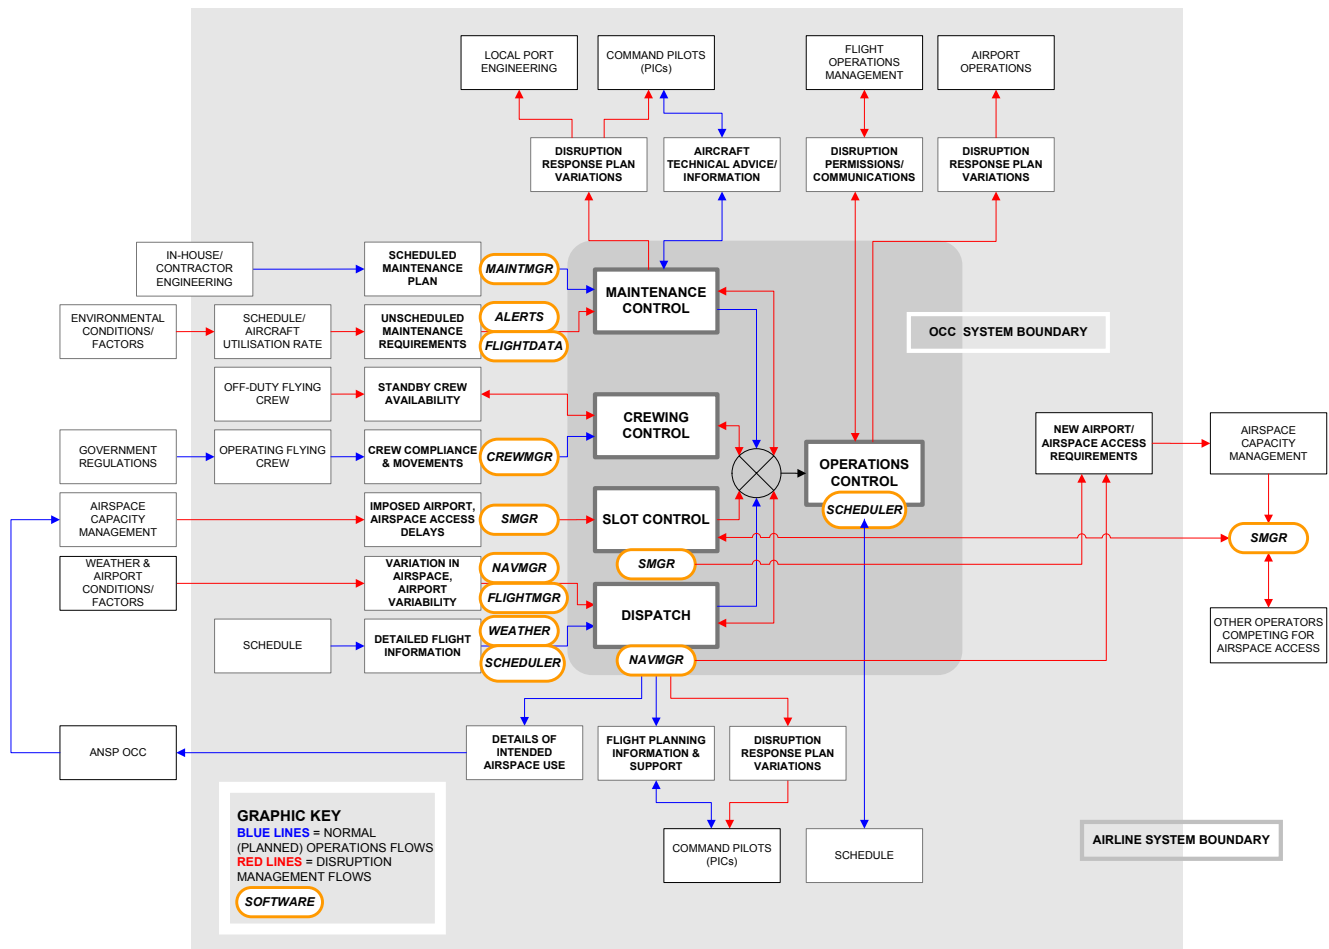 LOCAL PORT
ENGINEERING
COMMAND PILOTS
(PICs)
FLIGHT
OPERATIONS
MANAGEMENT
AIRPORT
OPERATIONS
DISRUPTION
RESPONSE PLAN
VARIATIONS
AIRCRAFT
TECHNICAL ADVICE/
INFORMATION
DISRUPTION
PERMISSIONS/
COMMUNICATIONS
DISRUPTION
RESPONSE PLAN
VARIATIONS
IN-HOUSE/
CONTRACTOR
ENGINEERING
SCHEDULED
MAINTENANCE
PLAN
MAINTMGR
MAINTENANCE
CONTROL
ENVIRONMENTAL
CONDITIONS/
FACTORS
SCHEDULE/
AIRCRAFT
UTILISATION RATE
UNSCHEDULED
MAINTENANCE
REQUIREMENTS
ALERTS
FLIGHTDATA
OCC SYSTEM BOUNDARY
OFF-DUTY FLYING
CREW
STANDBY CREW
AVAILABILITY
CREWING
CONTROL
GOVERNMENT
REGULATIONS
OPERATING FLYING
CREW
CREW COMPLIANCE
& MOVEMENTS
CREWMGR
OPERATIONS
CONTROL
SCHEDULER
NEW AIRPORT/
AIRSPACE ACCESS
REQUIREMENTS
AIRSPACE
CAPACITY
MANAGEMENT
AIRSPACE
CAPACITY
MANAGEMENT
IMPOSED AIRPORT,
AIRSPACE ACCESS
DELAYS
SMGR
SLOT CONTROL
SMGR
SMGR
WEATHER &
AIRPORT
CONDITIONS/
FACTORS
VARIATION IN
AIRSPACE,
AIRPORT
VARIABILITY
NAVMGR
FLIGHTMGR
DISPATCH
NAVMGR
SCHEDULE
DETAILED FLIGHT
INFORMATION
WEATHER
SCHEDULER
OTHER OPERATORS
COMPETING FOR
AIRSPACE ACCESS
ANSP OCC
DETAILS OF
INTENDED
AIRSPACE USE
FLIGHT PLANNING
INFORMATION &
SUPPORT
DISRUPTION
RESPONSE PLAN
VARIATIONS
COMMAND PILOTS
(PICs)
SCHEDULE
AIRLINE SYSTEM BOUNDARY
GRAPHIC KEY
BLUE LINES = NORMAL
(PLANNED) OPERATIONS FLOWS
RED LINES = DISRUPTION
MANAGEMENT FLOWS
SOFTWARE